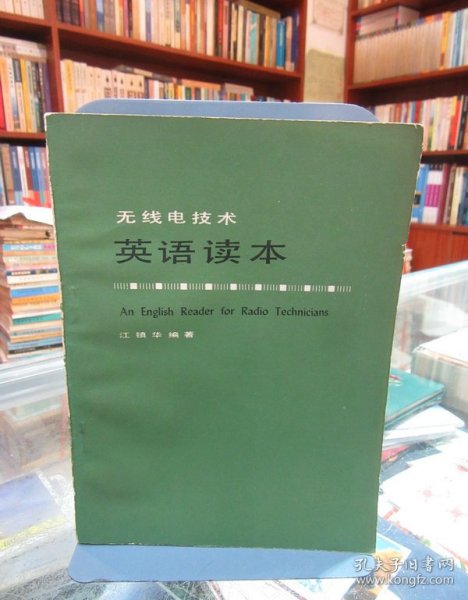 无线电技术
英语读本
An English Reader for Radio Technicians
江镇华编著
孔夫子旧书网
www.kongfz.com